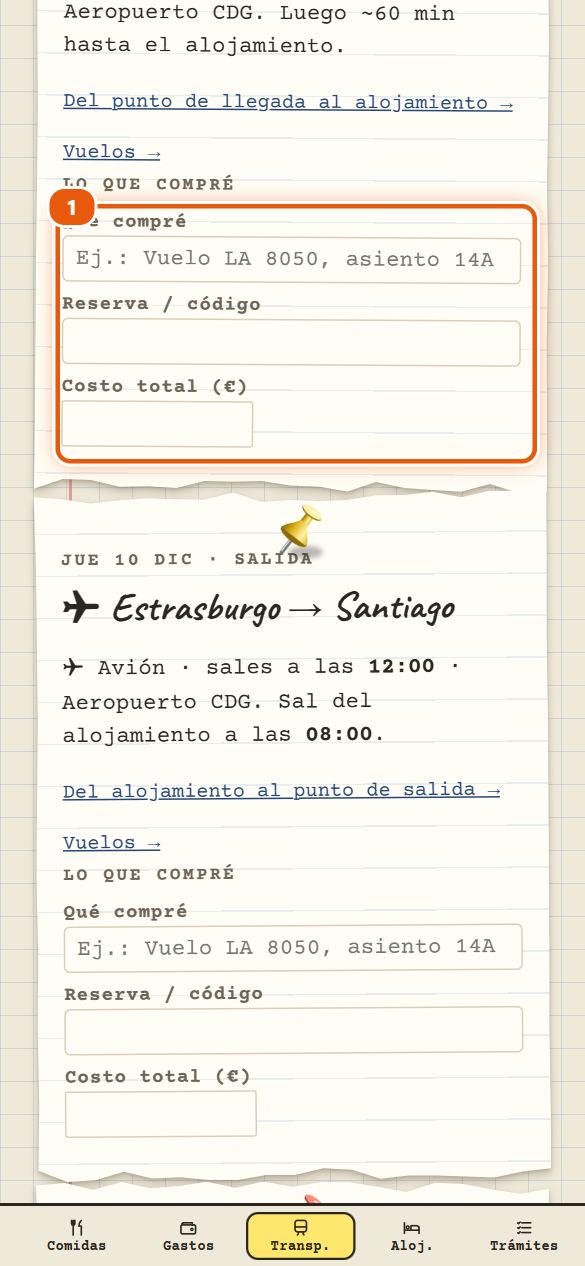 Aeropuerto CDG. Luego ~60 min
hasta el alojamiento.
Del punto de llegada al alojamiento →
Vuelos →
LO QUE COMPRÉ
1
compré
Ej.: Vuelo LA 8050, asiento 14A
Reserva / código
Costo total (€)
JUE 10 DIC · SALIDA
Estrasburgo → Santiago
Avión · sales a las 12:00 ·
Aeropuerto CDG. Sal del
alojamiento a las 08:00.
Del alojamiento al punto de salida →
Vuelos →
LO QUE COMPRÉ
Qué compré
Ej.: Vuelo LA 8050, asiento 14A
Reserva / código
Costo total (€)
Comidas
Gastos
Transp.
Aloj.
Trámites